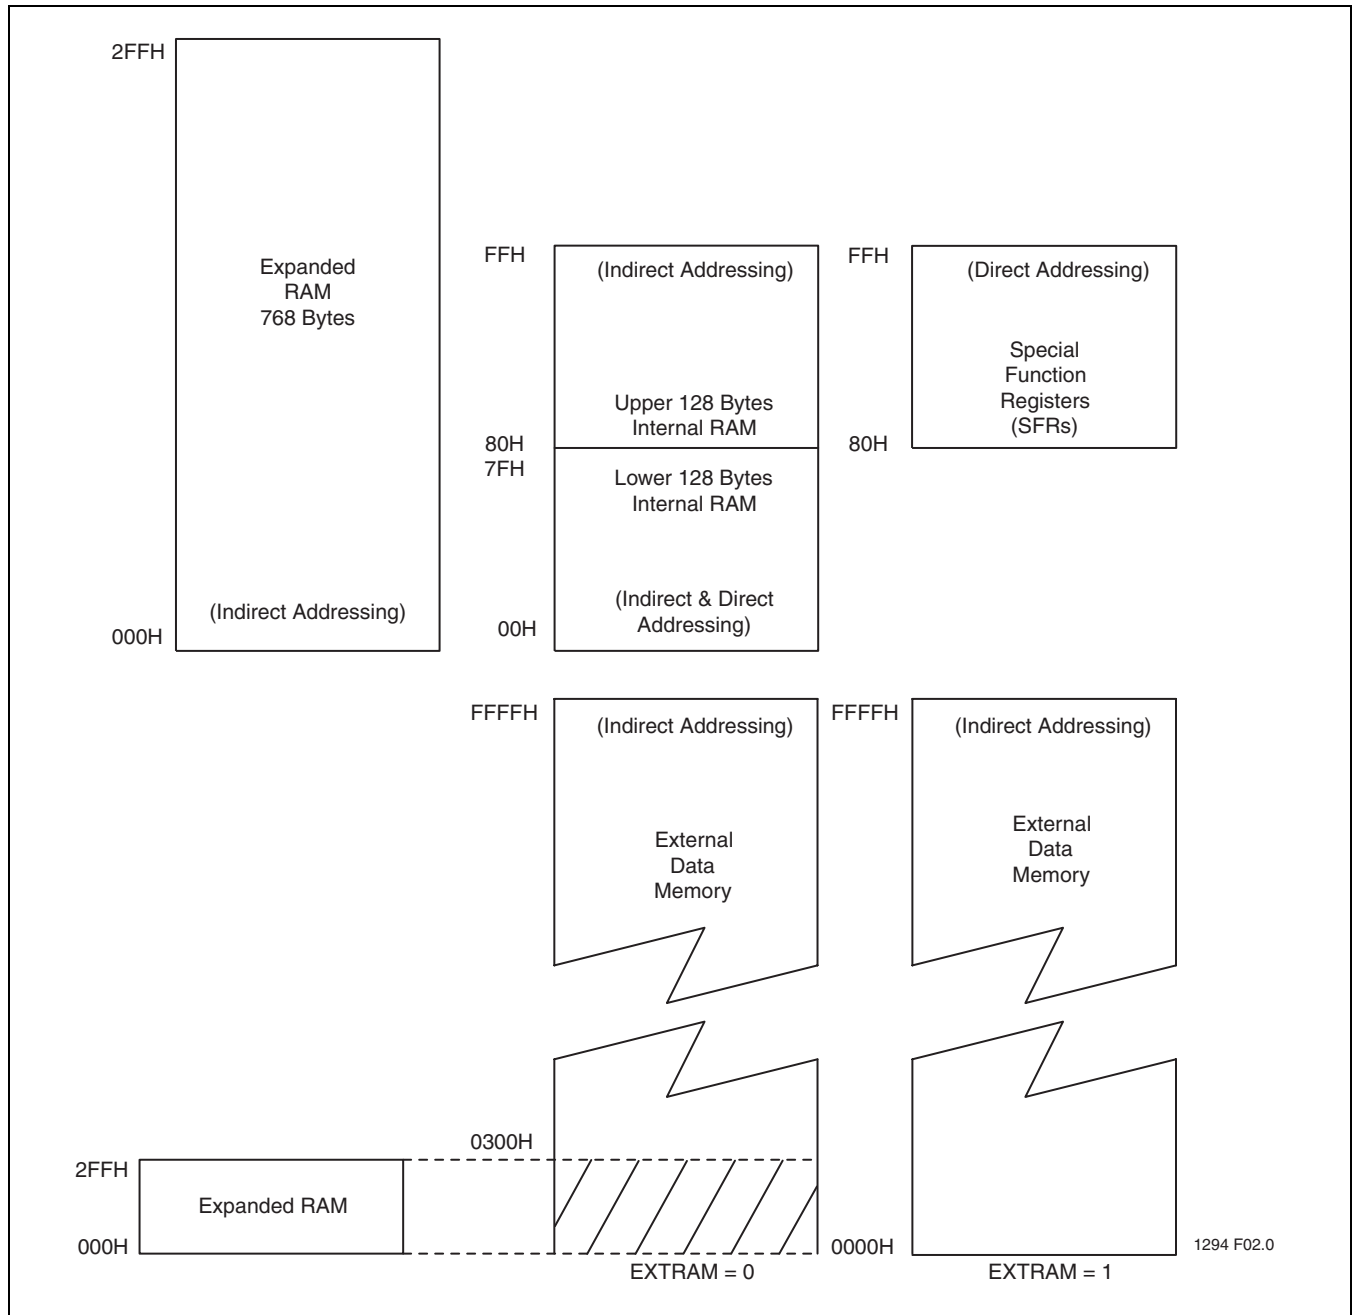 2FFH
Expanded
RAM
768 Bytes
(Indirect Addressing)
000H
FFH
(Indirect Addressing)
Upper 128 Bytes
Internal RAM
80H
7FH
Lower 128 Bytes
Internal RAM
(Indirect & Direct
Addressing)
00H
FFH
(Direct Addressing)
Special
Function
Registers
(SFRs)
80H
FFFFH
(Indirect Addressing)
External
Data
Memory
FFFFH
(Indirect Addressing)
External
Data
Memory
0300H
2FFH
Expanded RAM
000H
0000H
EXTRAM = 0
EXTRAM = 1
1294 F02.0